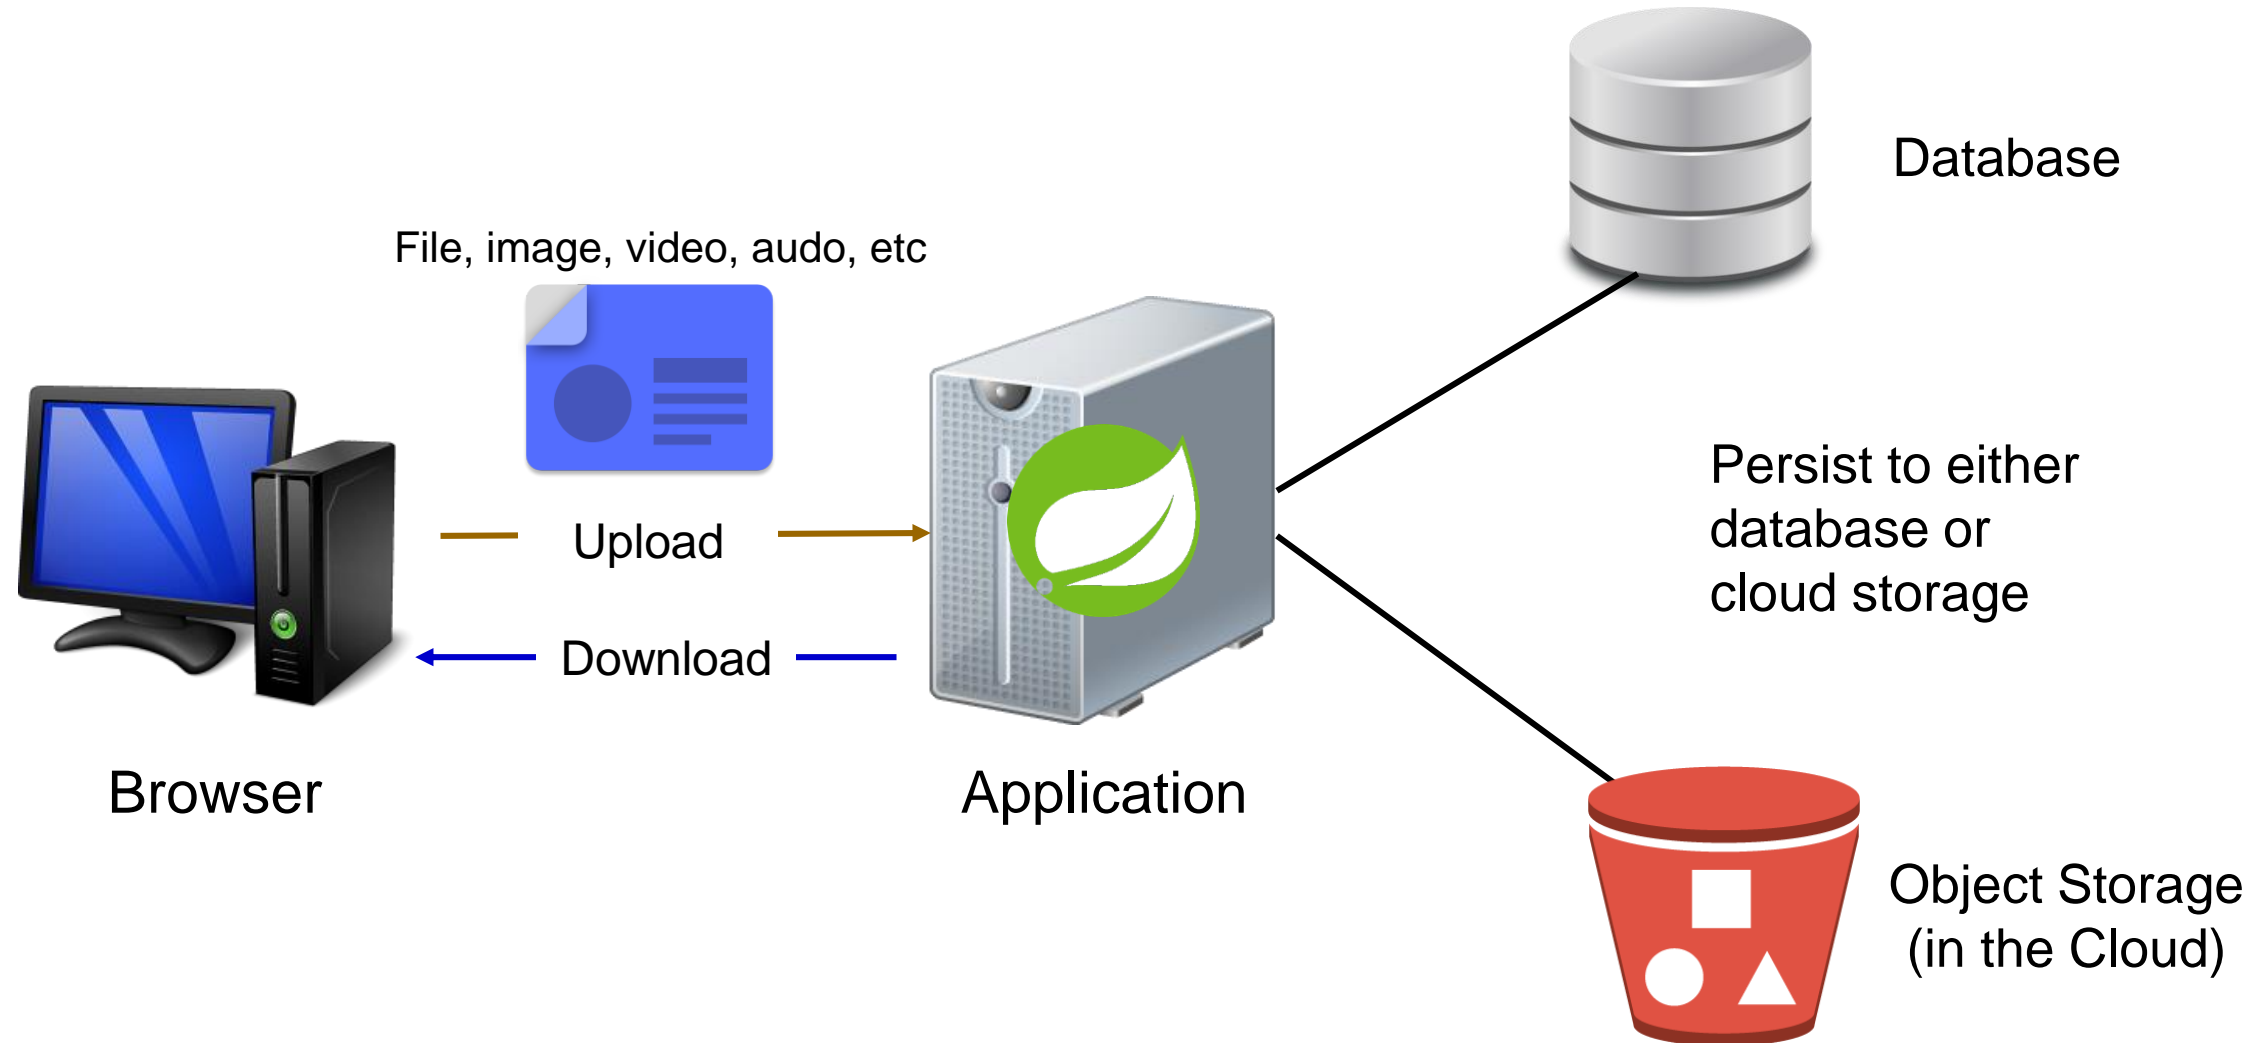 Database
File, image, video, audo, etc
Upload
Download
Persist to either
database or
cloud storage
Browser
Application
Object Storage
(in the Cloud)